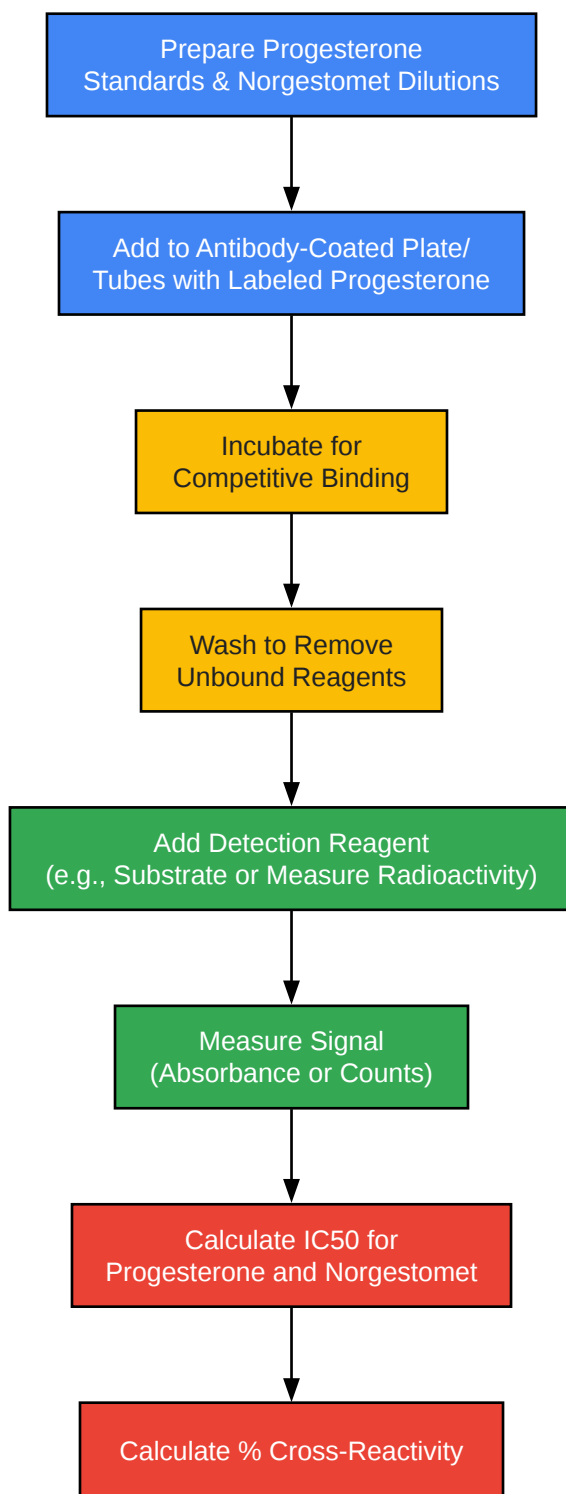 Prepare Progesterone
Standards & Norgestomet Dilutions
Add to Antibody-Coated Plate/
Tubes with Labeled Progesterone
Incubate for
Competitive Binding
Wash to Remove
Unbound Reagents
Add Detection Reagent
(e.g., Substrate or Measure Radioactivity)
Measure Signal
(Absorbance or Counts)
Calculate IC50 for
Progesterone and Norgestomet
Calculate % Cross-Reactivity